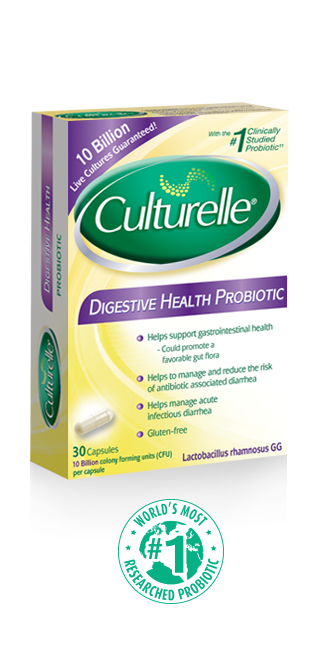 10 Billion
Live Cultures Guaranteed!
With the
#1 Clinically
Studied
Probiotic††
Culturelle®
DIGESTIVE HEALTH PROBIOTIC
Helps support gastrointestinal health
- Could promote a
favorable gut flora
Helps to manage and reduce the risk
of antibiotic associated diarrhea
Helps manage acute
infectious diarrhea
Gluten-free
30 Capsules
10 Billion colony forming units (CFU)
per capsule
Lactobacillus rhamnosus GG
DIGESTIVE HEALTH
PROBIOTIC
Culturelle®
WORLD'S MOST
#1
RESEARCHED PROBIOTIC